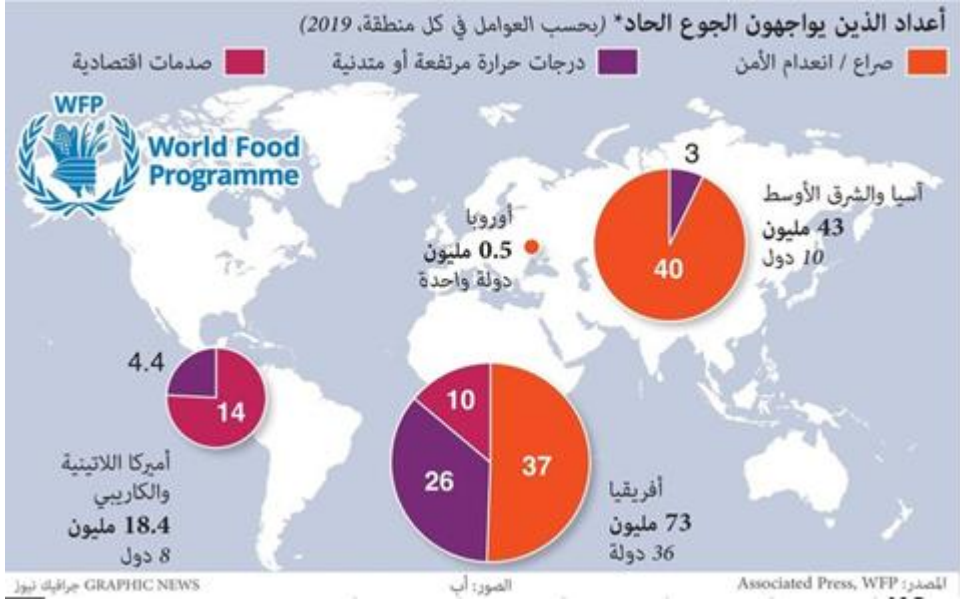 أعداد الذين يواجهون الجوع الحاد* (بحسب العوامل في كل منطقة، 2019)
صراع / انعدام الأمن
درجات حرارة مرتفعة أو متدنية
صدمات اقتصادية
WFP
World Food
Programme
3
40
آسيا والشرق الأوسط
43 مليون
10 دول
أوروبا
0.5 مليون
دولة واحدة
4.4
14
أميركا اللاتينية
والكاريبي
18.4 مليون
8 دول
10
26
37
أفريقيا
73 مليون
36 دولة
المصدر: Associated Press, WFP
الصور: أب
GRAPHIC NEWS جرافيك نيوز